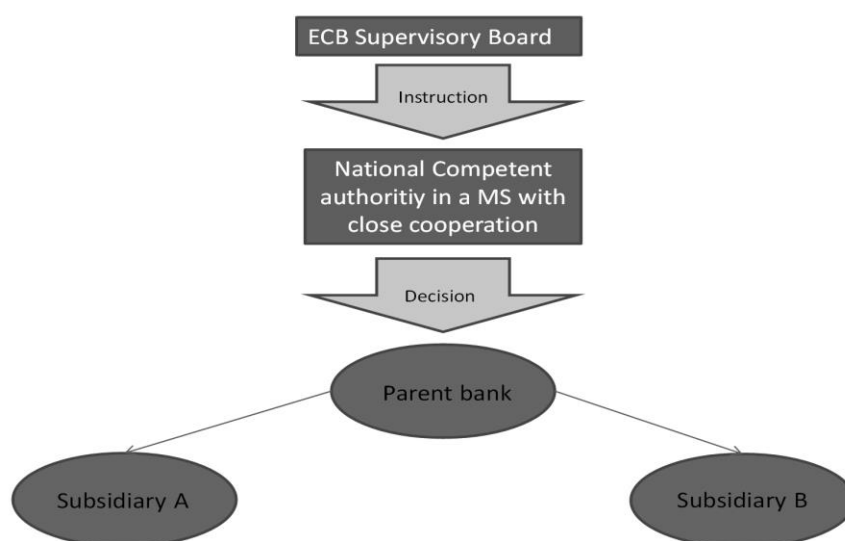 ECB Supervisory Board
Instruction
National Competent
authoritiy in a MS with
close cooperation
Decision
Parent bank
Subsidiary A
Subsidiary B